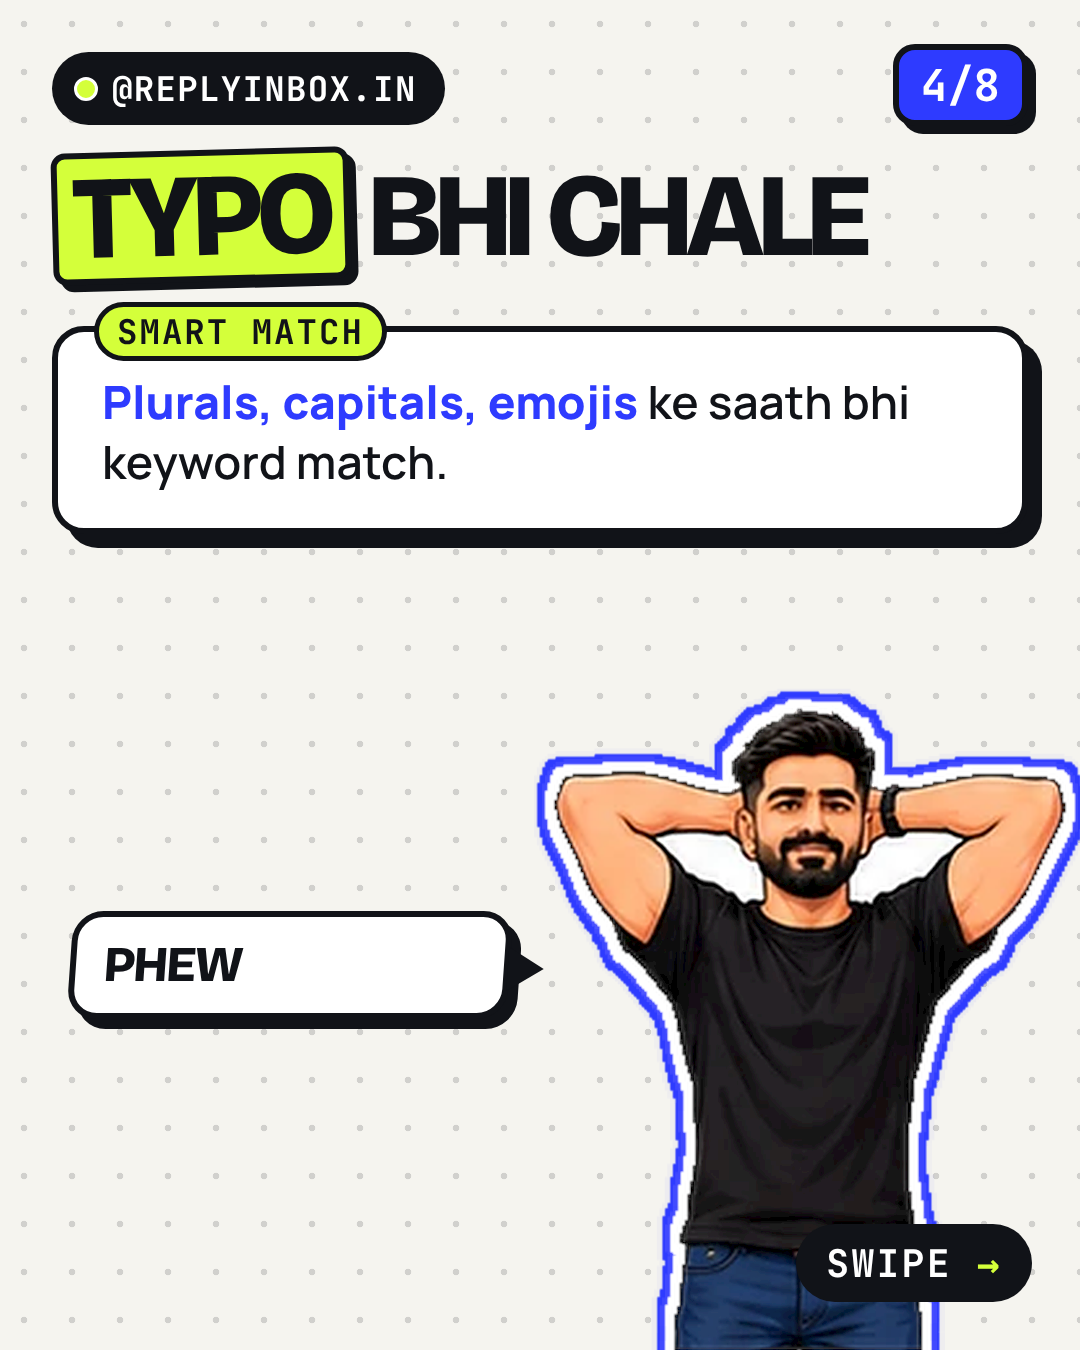 @REPLYINBOX.IN
4/8
TYPO BHI CHALE
SMART MATCH
Plurals, capitals, emojis ke saath bhi
keyword match.
PHEW
SWIPE →